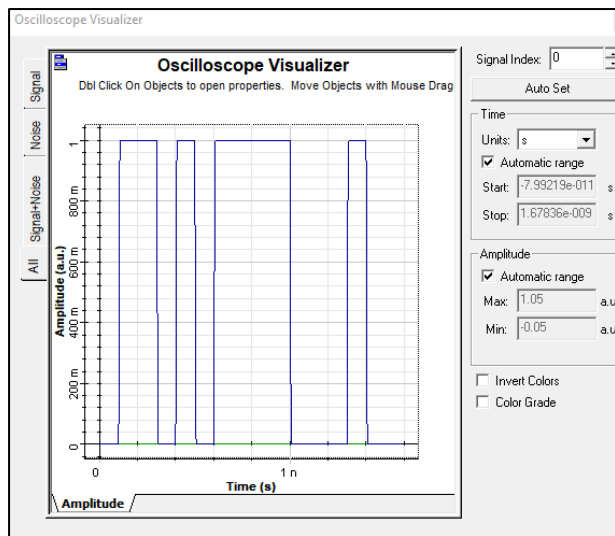 Oscilloscope Visualizer
Signal
Noise
Signal+Noise
All
Oscilloscope Visualizer
Dbl Click On Objects to open properties. Move Objects with Mouse Drag
Amplitude (a.u.)
1
800 m
600 m
400 m
200 m
0
0 1 n
Time (s)
Amplitude
Signal Index: 0
Auto Set
Time
Units: s
Automatic range
Start: -7.99219e-011 s
Stop: 1.67836e-009 s
Amplitude
Automatic range
Max: 1.05 a.u
Min: -0.05 a.u
Invert Colors
Color Grade